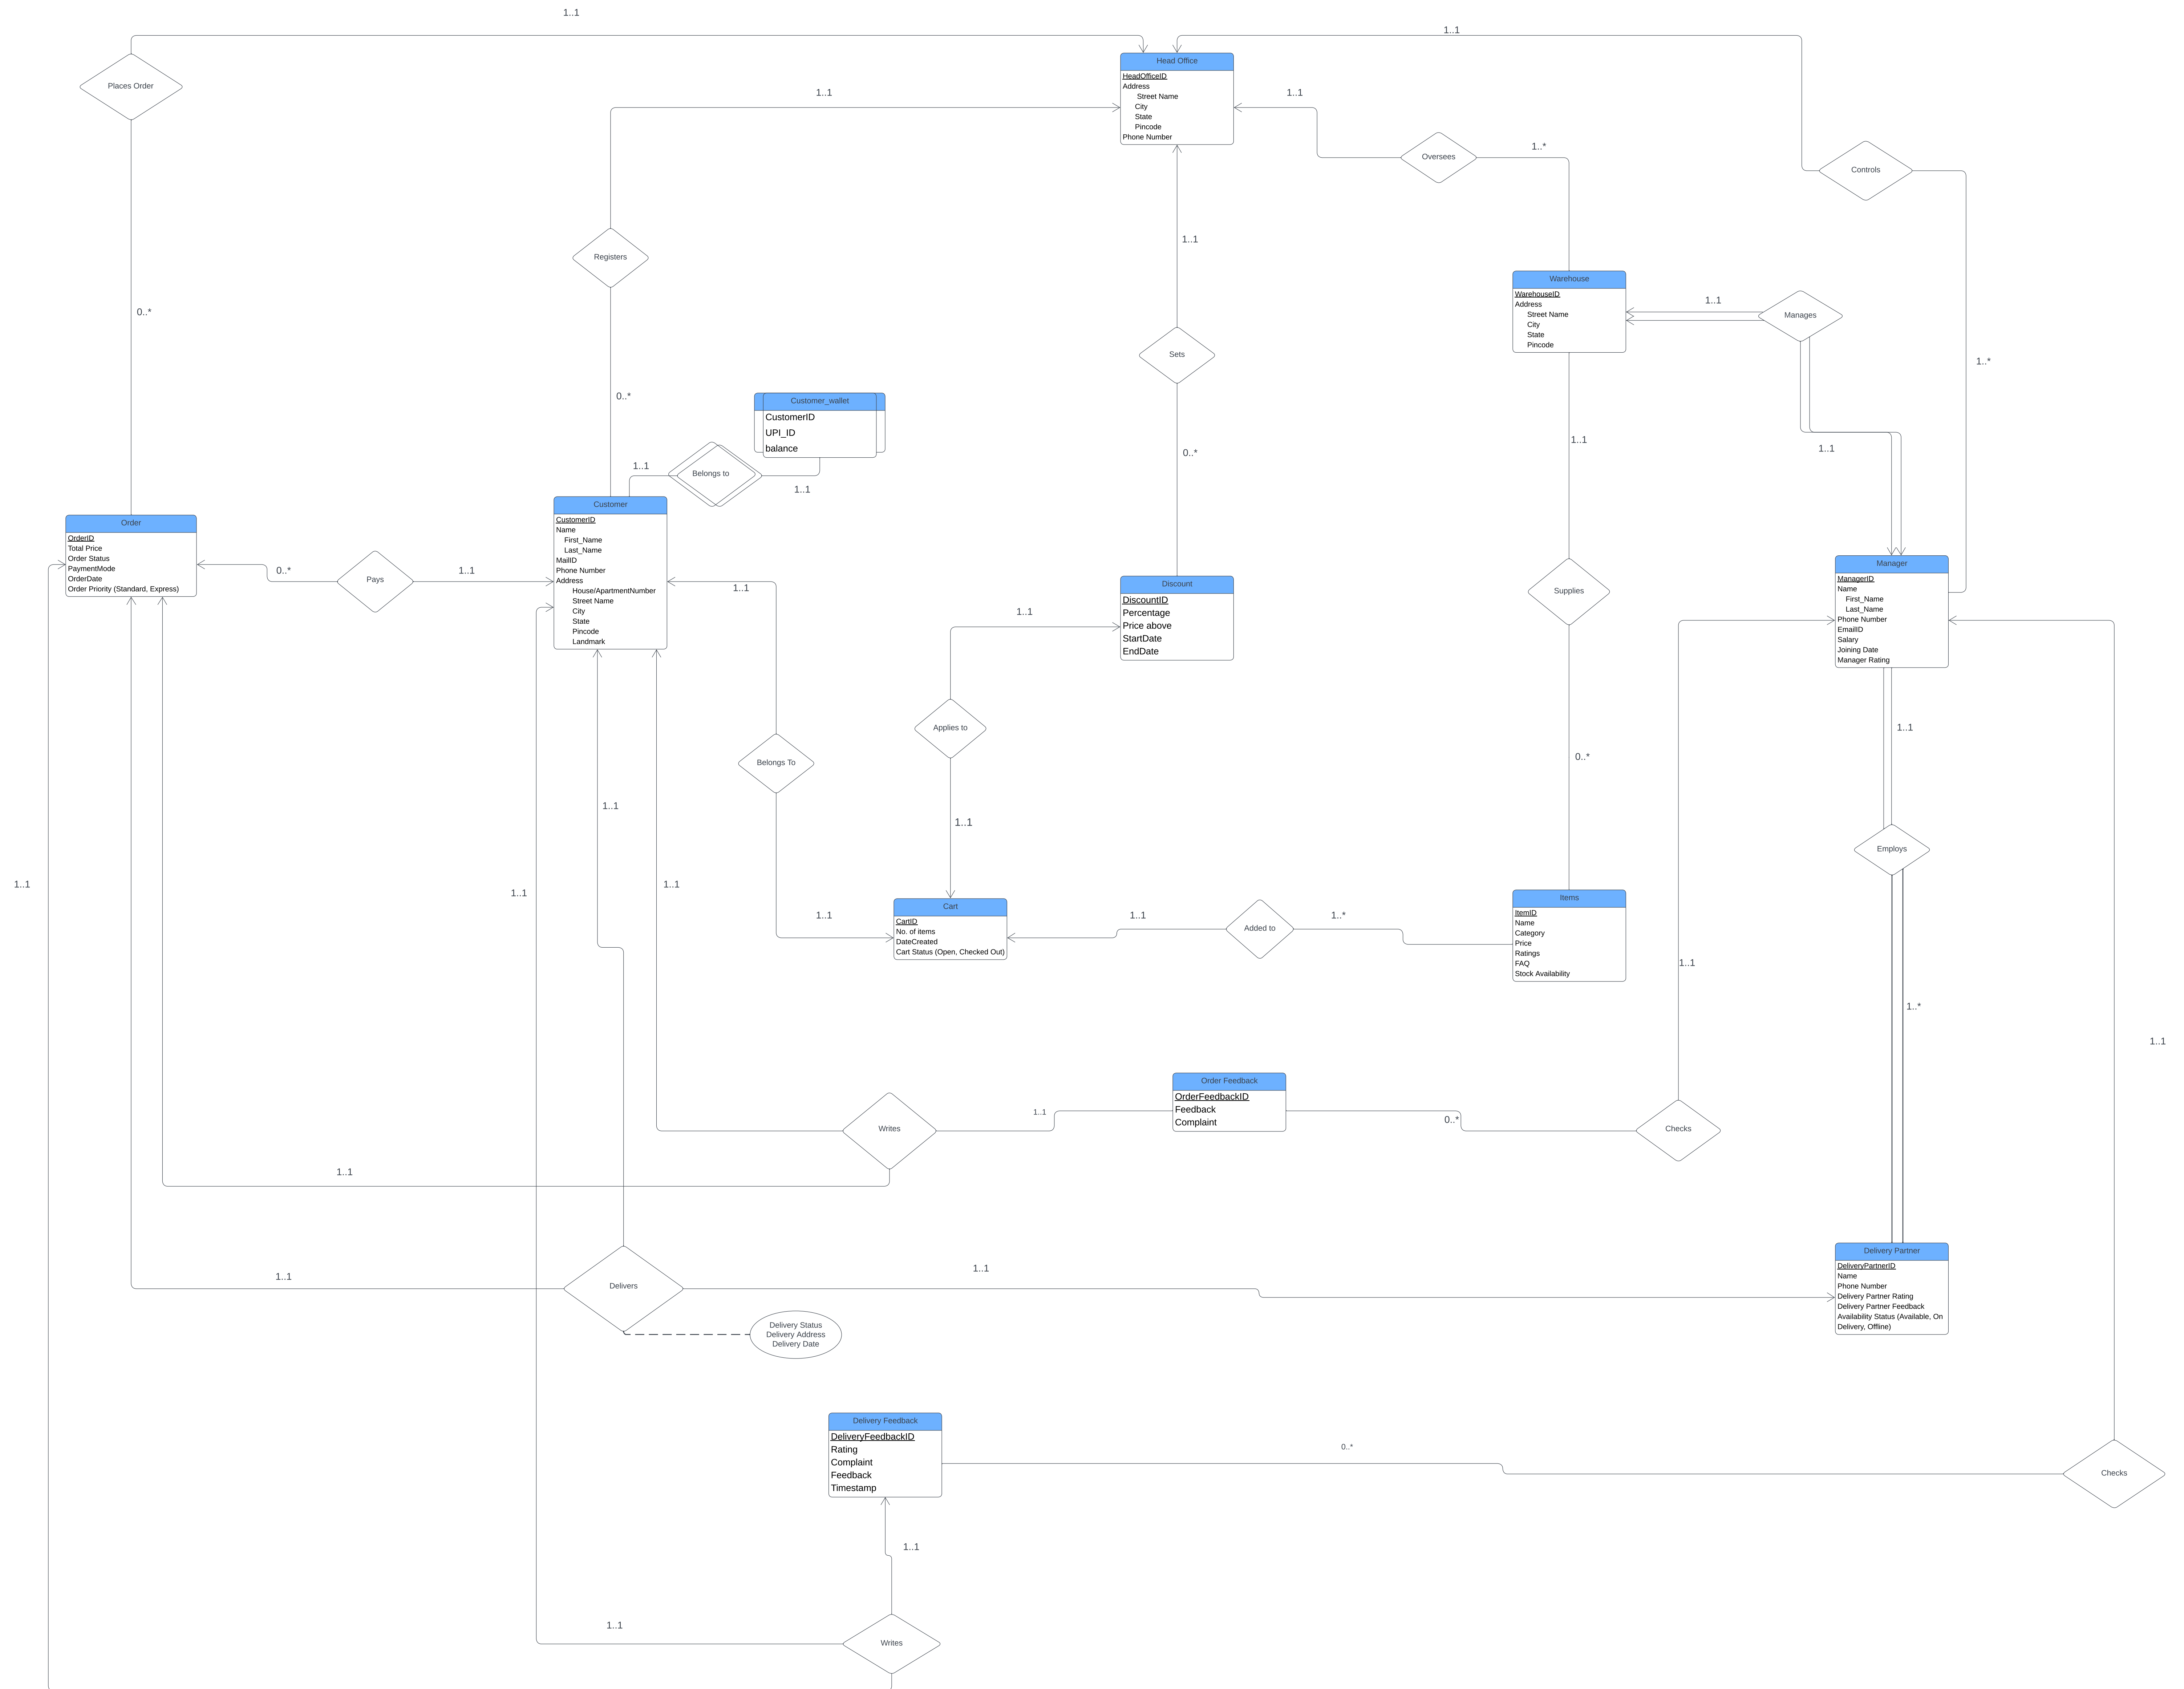 1..1
1..1
Places Order
Head Office
HeadOfficeID
Address
Street Name
City
State
Pincode
Phone Number
1..1
1..1
Oversees
1..*
Controls
Registers
1..1
0..*
Sets
0..*
0..*
Warehouse
WarehouseID
Address
Street Name
City
State
Pincode
1..1
Manages
1..1
1..*
Customer_wallet
CustomerID
UPI_ID
balance
1..1
Belongs to
1..1
1..1
Order
OrderID
Total Price
Order Status
PaymentMode
OrderDate
Order Priority (Standard, Express)
0..*
Pays
1..1
Customer
CustomerID
Name
First_Name
Last_Name
MailID
Phone Number
Address
House/ApartmentNumber
Street Name
City
State
Pincode
Landmark
1..1
Discount
DiscountID
Percentage
Price above
StartDate
EndDate
1..1
Supplies
Manager
ManagerID
Name
First_Name
Last_Name
Phone Number
EmailID
Salary
Joining Date
Manager Rating
Applies to
Belongs To
0..*
1..1
1..1
1..1
Employs
1..1
1..1
1..1
1..1
Cart
CartID
No. of items
DateCreated
Cart Status (Open, Checked Out)
1..1
Added to
1..*
Items
ItemID
Name
Category
Price
Ratings
FAQ
Stock Availability
1..1
1..*
1..1
Writes
1..1
Order Feedback
OrderFeedbackID
Feedback
Complaint
0..*
Checks
1..1
Delivers
1..1
1..1
Delivery Status
Delivery Address
Delivery Date
Delivery Partner
DeliveryPartnerID
Name
Phone Number
Delivery Partner Rating
Delivery Partner Feedback
Availability Status (Available, On
Delivery, Offline)
Delivery Feedback
DeliveryFeedbackID
Rating
Complaint
Feedback
Timestamp
0..*
Checks
1..1
1..1
Writes